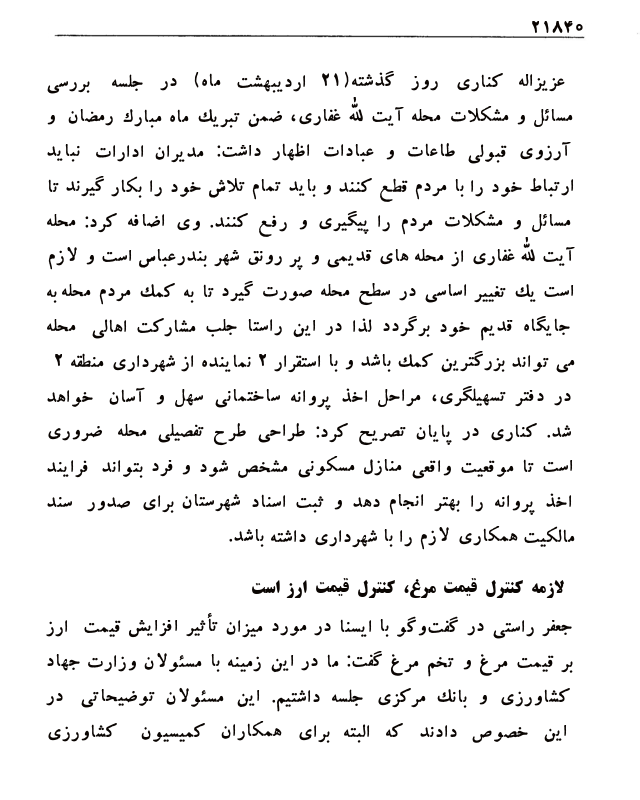 ۲۱۸۴۰
عزیزاله کناری روز گذشته(۲۱ اردیبهشت ماه) در جلسه بررسی
مسائل و مشکلات محله آیت لله غفاری، ضمن تبریك ماه مبارك رمضان و
آرزوی قبولی طاعات و عبادات اظهار داشت: مدیران ادارات نباید
ارتباط خود را با مردم قطع کنند و باید تمام تلاش خود را بکار گیرند تا
مسائل و مشکلات مردم را پیگیری و رفع کنند. وی اضافه کرد: محله
آیت لله غفاری از محله های قدیمی و پر رونق شهر بندرعباس است و لازم
است یك تغییر اساسی در سطح محله صورت گیرد تا به کمك مردم محله به
جایگاه قدیم خود برگردد لذا در این راستا جلب مشارکت اهالی محله
می تواند بزرگترین کمك باشد و با استقرار ۲ نماینده از شهرداری منطقه ۲
در دفتر تسهیلگری، مراحل اخذ پروانه ساختمانی سهل و آسان خواهد
شد. کناری در پایان تصریح کرد: طراحی طرح تفصیلی محله ضروری
است تا موقعیت واقعی منازل مسکونی مشخص شود و فرد بتواند فرایند
اخذ پروانه را بهتر انجام دهد و ثبت اسناد شهرستان برای صدور سند
مالکیت همکاری لازم را با شهرداری داشته باشد.
لازمه کنترل قیمت مرغ، کنترل قیمت ارز است
جعفر راستی در گفت‌وگو با ایسنا در مورد میزان تأثیر افزایش قیمت ارز
بر قیمت مرغ و تخم مرغ گفت: ما در این زمینه با مسئولان وزارت جهاد
کشاورزی و بانك مرکزی جلسه داشتیم. این مسئولان توضیحاتی در
این خصوص دادند که البته برای همکاران کمیسیون کشاورزی